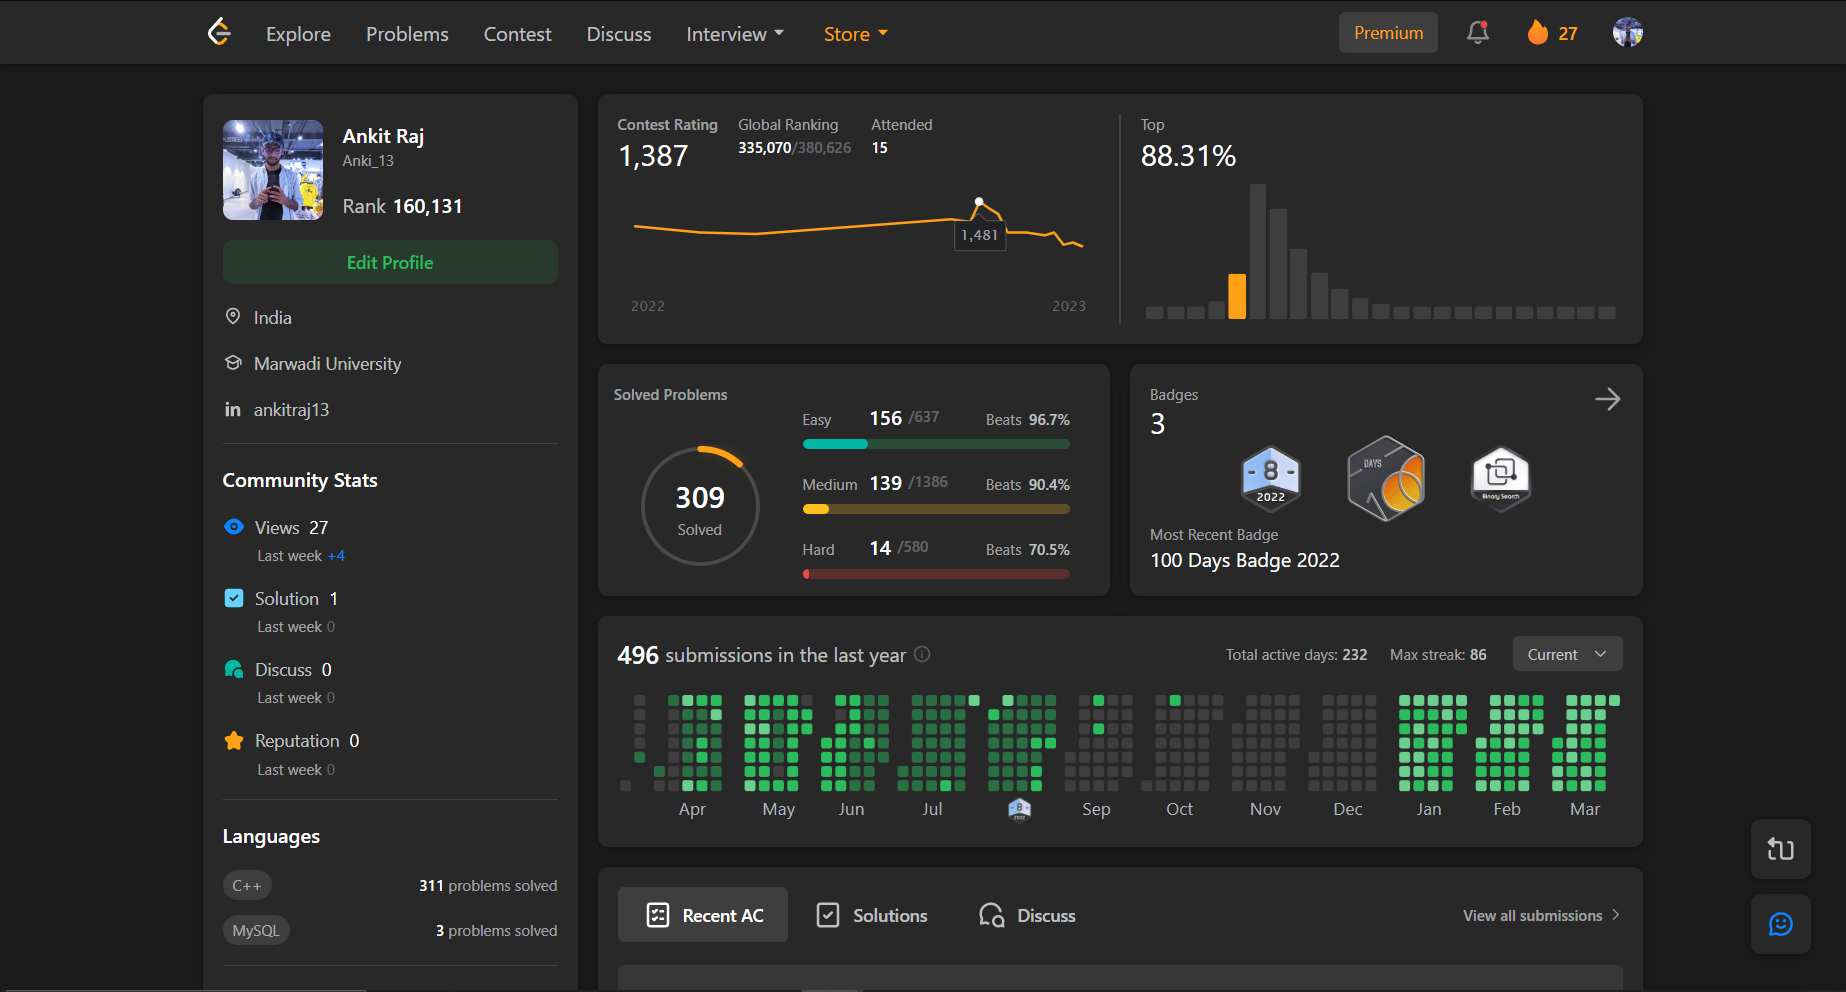 Explore Problems Contest Discuss Interview Store Premium 27
Ankit Raj
Anki_13
Rank 160,131
Edit Profile
India
Marwadi University
in ankitraj13
Community Stats
Views 27
Last week +4
Solution 1
Last week 0
Discuss 0
Last week 0
Reputation 0
Last week 0
Languages
C++ 311 problems solved
MySQL 3 problems solved
Contest Rating
1,387
Global Ranking
335,070/380,626
Attended
15
1,481
2022 2023
Top
88.31%
Solved Problems
309
Solved
Easy 156 /637 Beats 96.7%
Medium 139 /1386 Beats 90.4%
Hard 14 /580 Beats 70.5%
Badges
3
8
2022
DAYS
Binary Search
Most Recent Badge
100 Days Badge 2022
496 submissions in the last year Total active days: 232 Max streak: 86 Current
Apr May Jun Jul 8 Sep Oct Nov Dec Jan Feb Mar
Recent AC Solutions Discuss View all submissions